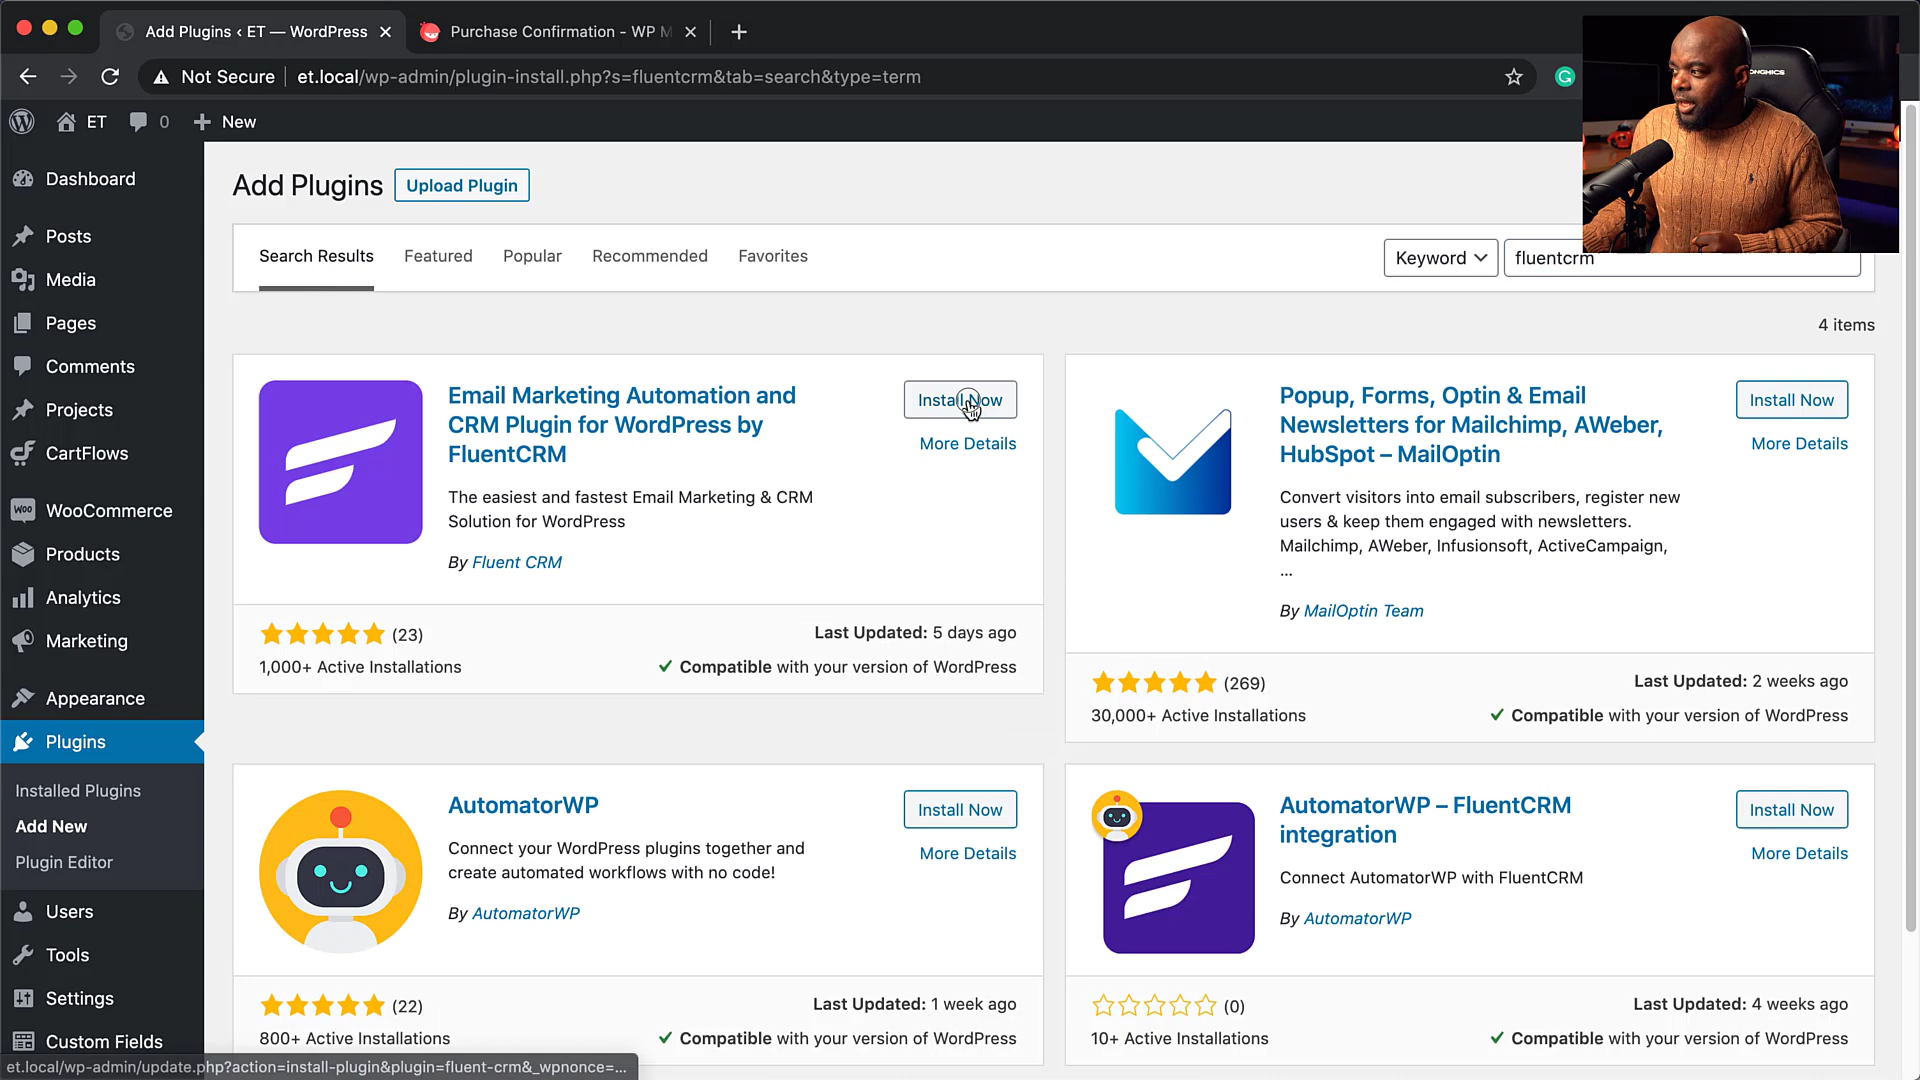 Add Plugins ‹ ET — WordPress
Purchase Confirmation - WP M
Not Secure
et.local/wp-admin/plugin-install.php?s=fluentcrm&tab=search&type=term
G
ET
0
New
Dashboard
Posts
Media
Pages
Comments
Projects
CartFlows
Woo
WooCommerce
Products
Analytics
Marketing
Appearance
Plugins
Installed Plugins
Add New
Plugin Editor
Users
Tools
Settings
Custom Fields
Add Plugins
Upload Plugin
Search Results
Featured
Popular
Recommended
Favorites
Keyword
fluentcrm
4 items
Email Marketing Automation and
CRM Plugin for WordPress by
FluentCRM
Install Now
More Details
The easiest and fastest Email Marketing & CRM
Solution for WordPress
By Fluent CRM
(23)
Last Updated: 5 days ago
1,000+ Active Installations
Compatible with your version of WordPress
Popup, Forms, Optin & Email
Newsletters for Mailchimp, AWeber,
HubSpot – MailOptin
Install Now
More Details
Convert visitors into email subscribers, register new
users & keep them engaged with newsletters.
Mailchimp, AWeber, Infusionsoft, ActiveCampaign,
...
By MailOptin Team
(269)
Last Updated: 2 weeks ago
30,000+ Active Installations
Compatible with your version of WordPress
AutomatorWP
Install Now
More Details
Connect your WordPress plugins together and
create automated workflows with no code!
By AutomatorWP
(22)
Last Updated: 1 week ago
800+ Active Installations
Compatible with your version of WordPress
AutomatorWP – FluentCRM
integration
Install Now
More Details
Connect AutomatorWP with FluentCRM
By AutomatorWP
(0)
Last Updated: 4 weeks ago
10+ Active Installations
Compatible with your version of WordPress
et.local/wp-admin/update.php?action=install-plugin&plugin=fluent-crm&_wpnonce=...